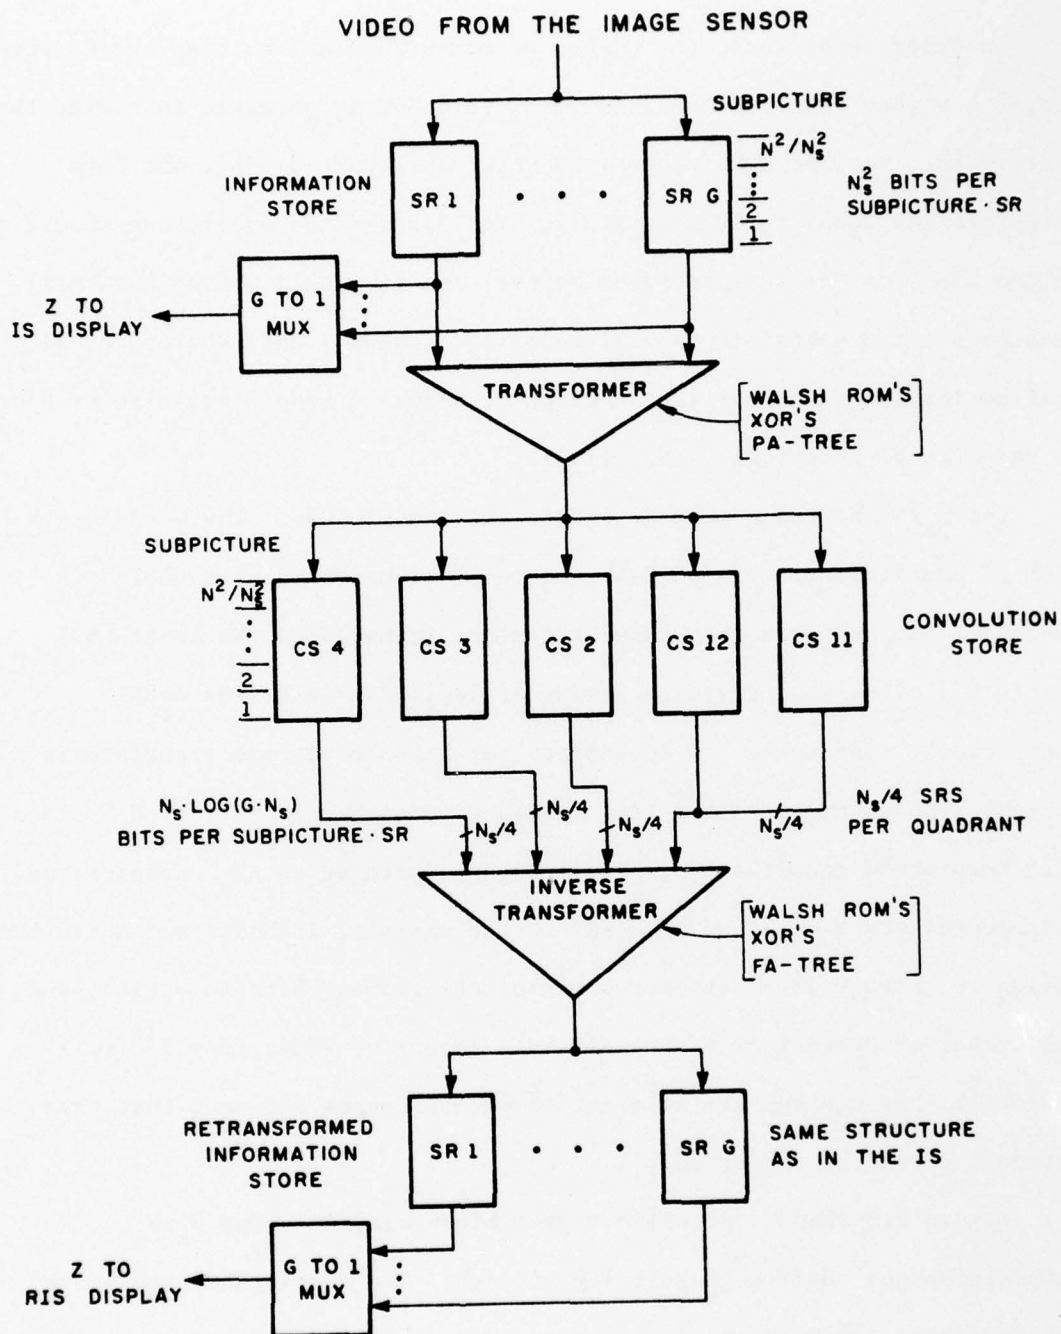 VIDEO FROM THE IMAGE SENSOR
SUBPICTURE
N²/Nₛ²
⋮
2
1
INFORMATION
STORE
SR 1
• • •
SR G
Nₛ² BITS PER
SUBPICTURE · SR
Z TO
IS DISPLAY
G TO 1
MUX
TRANSFORMER
WALSH ROM'S
XOR'S
PA-TREE
SUBPICTURE
N²/Nₛ²
⋮
2
1
CS 4
CS 3
CS 2
CS 12
CS 11
CONVOLUTION
STORE
Nₛ · LOG(G · Nₛ)
BITS PER SUBPICTURE · SR
Nₛ/4
Nₛ/4
Nₛ/4
Nₛ/4
Nₛ/4 SRS
PER QUADRANT
INVERSE
TRANSFORMER
WALSH ROM'S
XOR'S
FA-TREE
RETRANSFORMED
INFORMATION
STORE
SR 1
• • •
SR G
SAME STRUCTURE
AS IN THE IS
Z TO
RIS DISPLAY
G TO 1
MUX